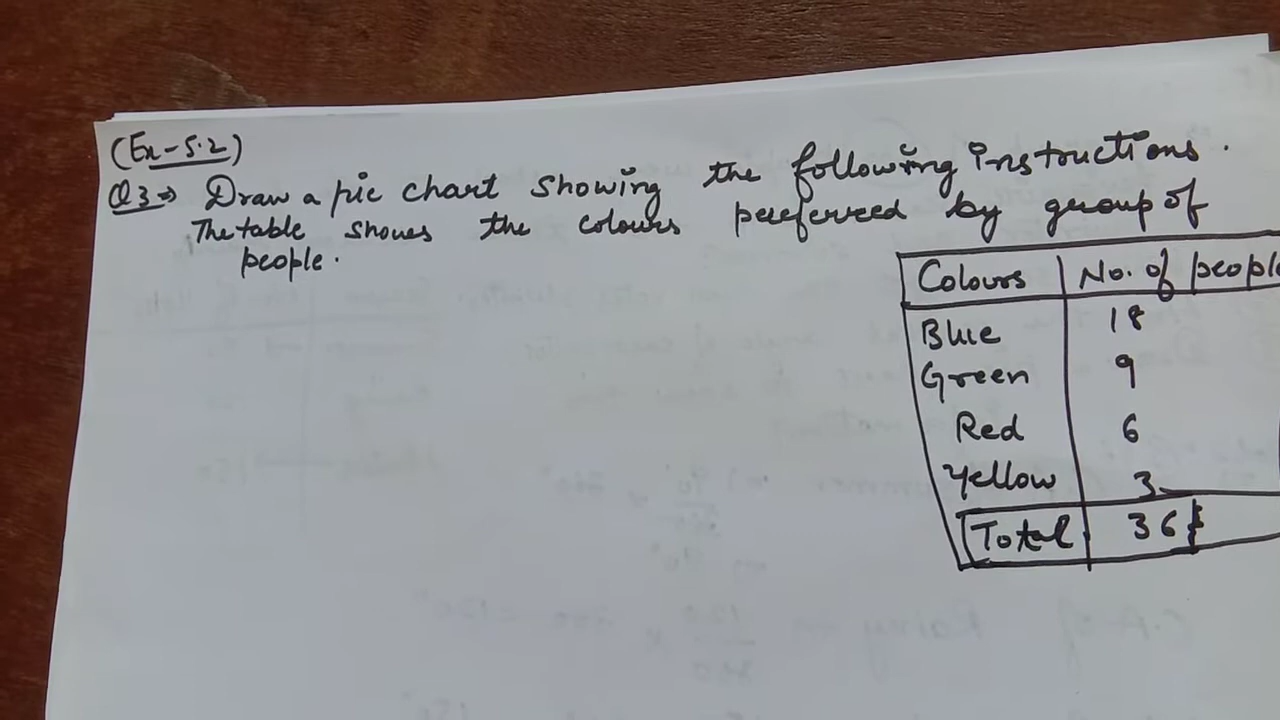 (Ex-5.2)
Q3⇒ Draw a pie chart showing the following instructions.
The table shows the colours preferred by group of
people.
Colours No. of people
Blue 18
Green 9
Red 6
Yellow 3
Total 36